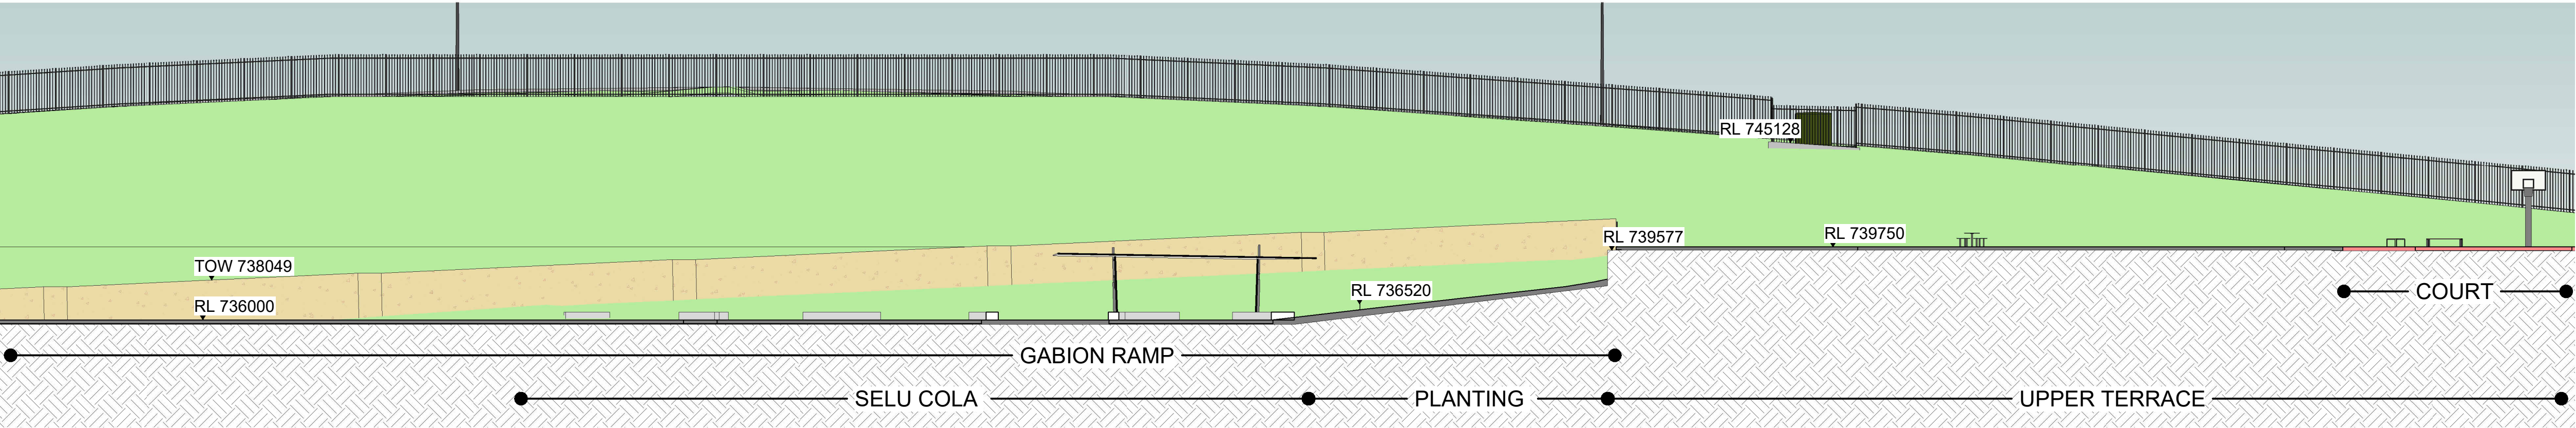 RL 745128
RL 739577
RL 739750
TOW 738049
RL 736000
RL 736520
COURT
GABION RAMP
SELU COLA
PLANTING
UPPER TERRACE